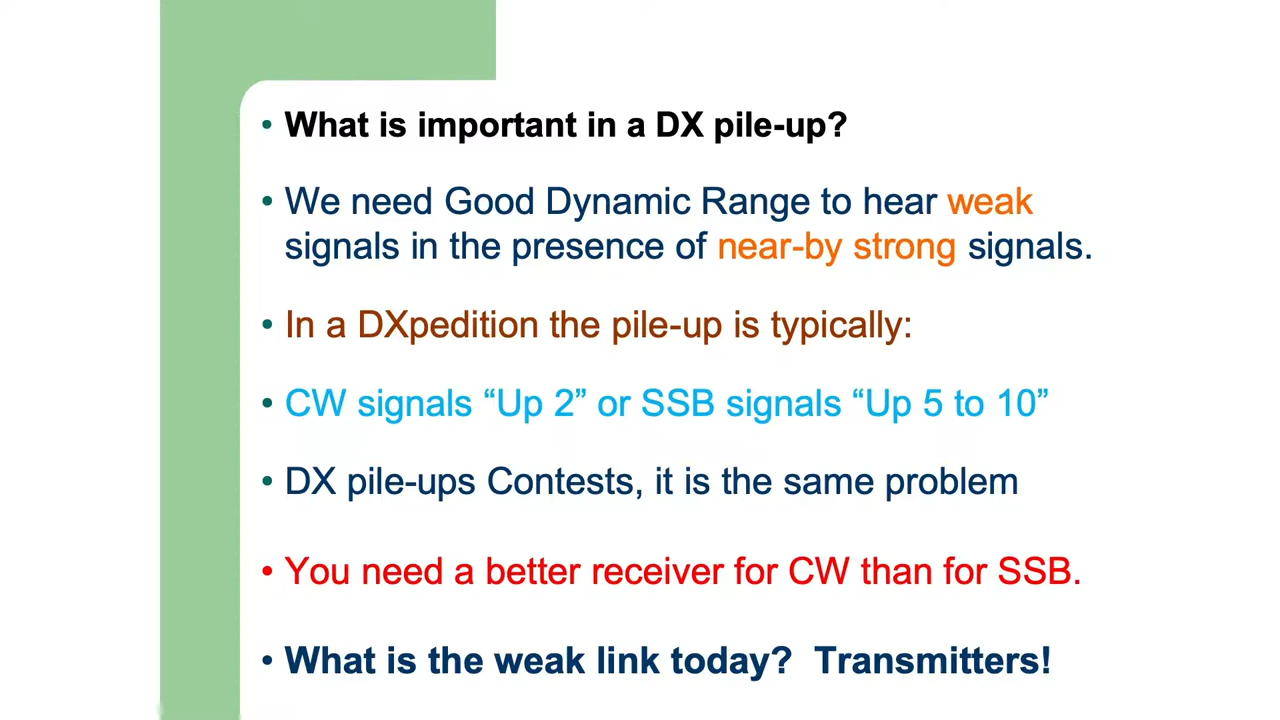 • What is important in a DX pile-up?
• We need Good Dynamic Range to hear weak
signals in the presence of near-by strong signals.
• In a DXpedition the pile-up is typically:
• CW signals “Up 2” or SSB signals “Up 5 to 10”
• DX pile-ups Contests, it is the same problem
• You need a better receiver for CW than for SSB.
• What is the weak link today?  Transmitters!